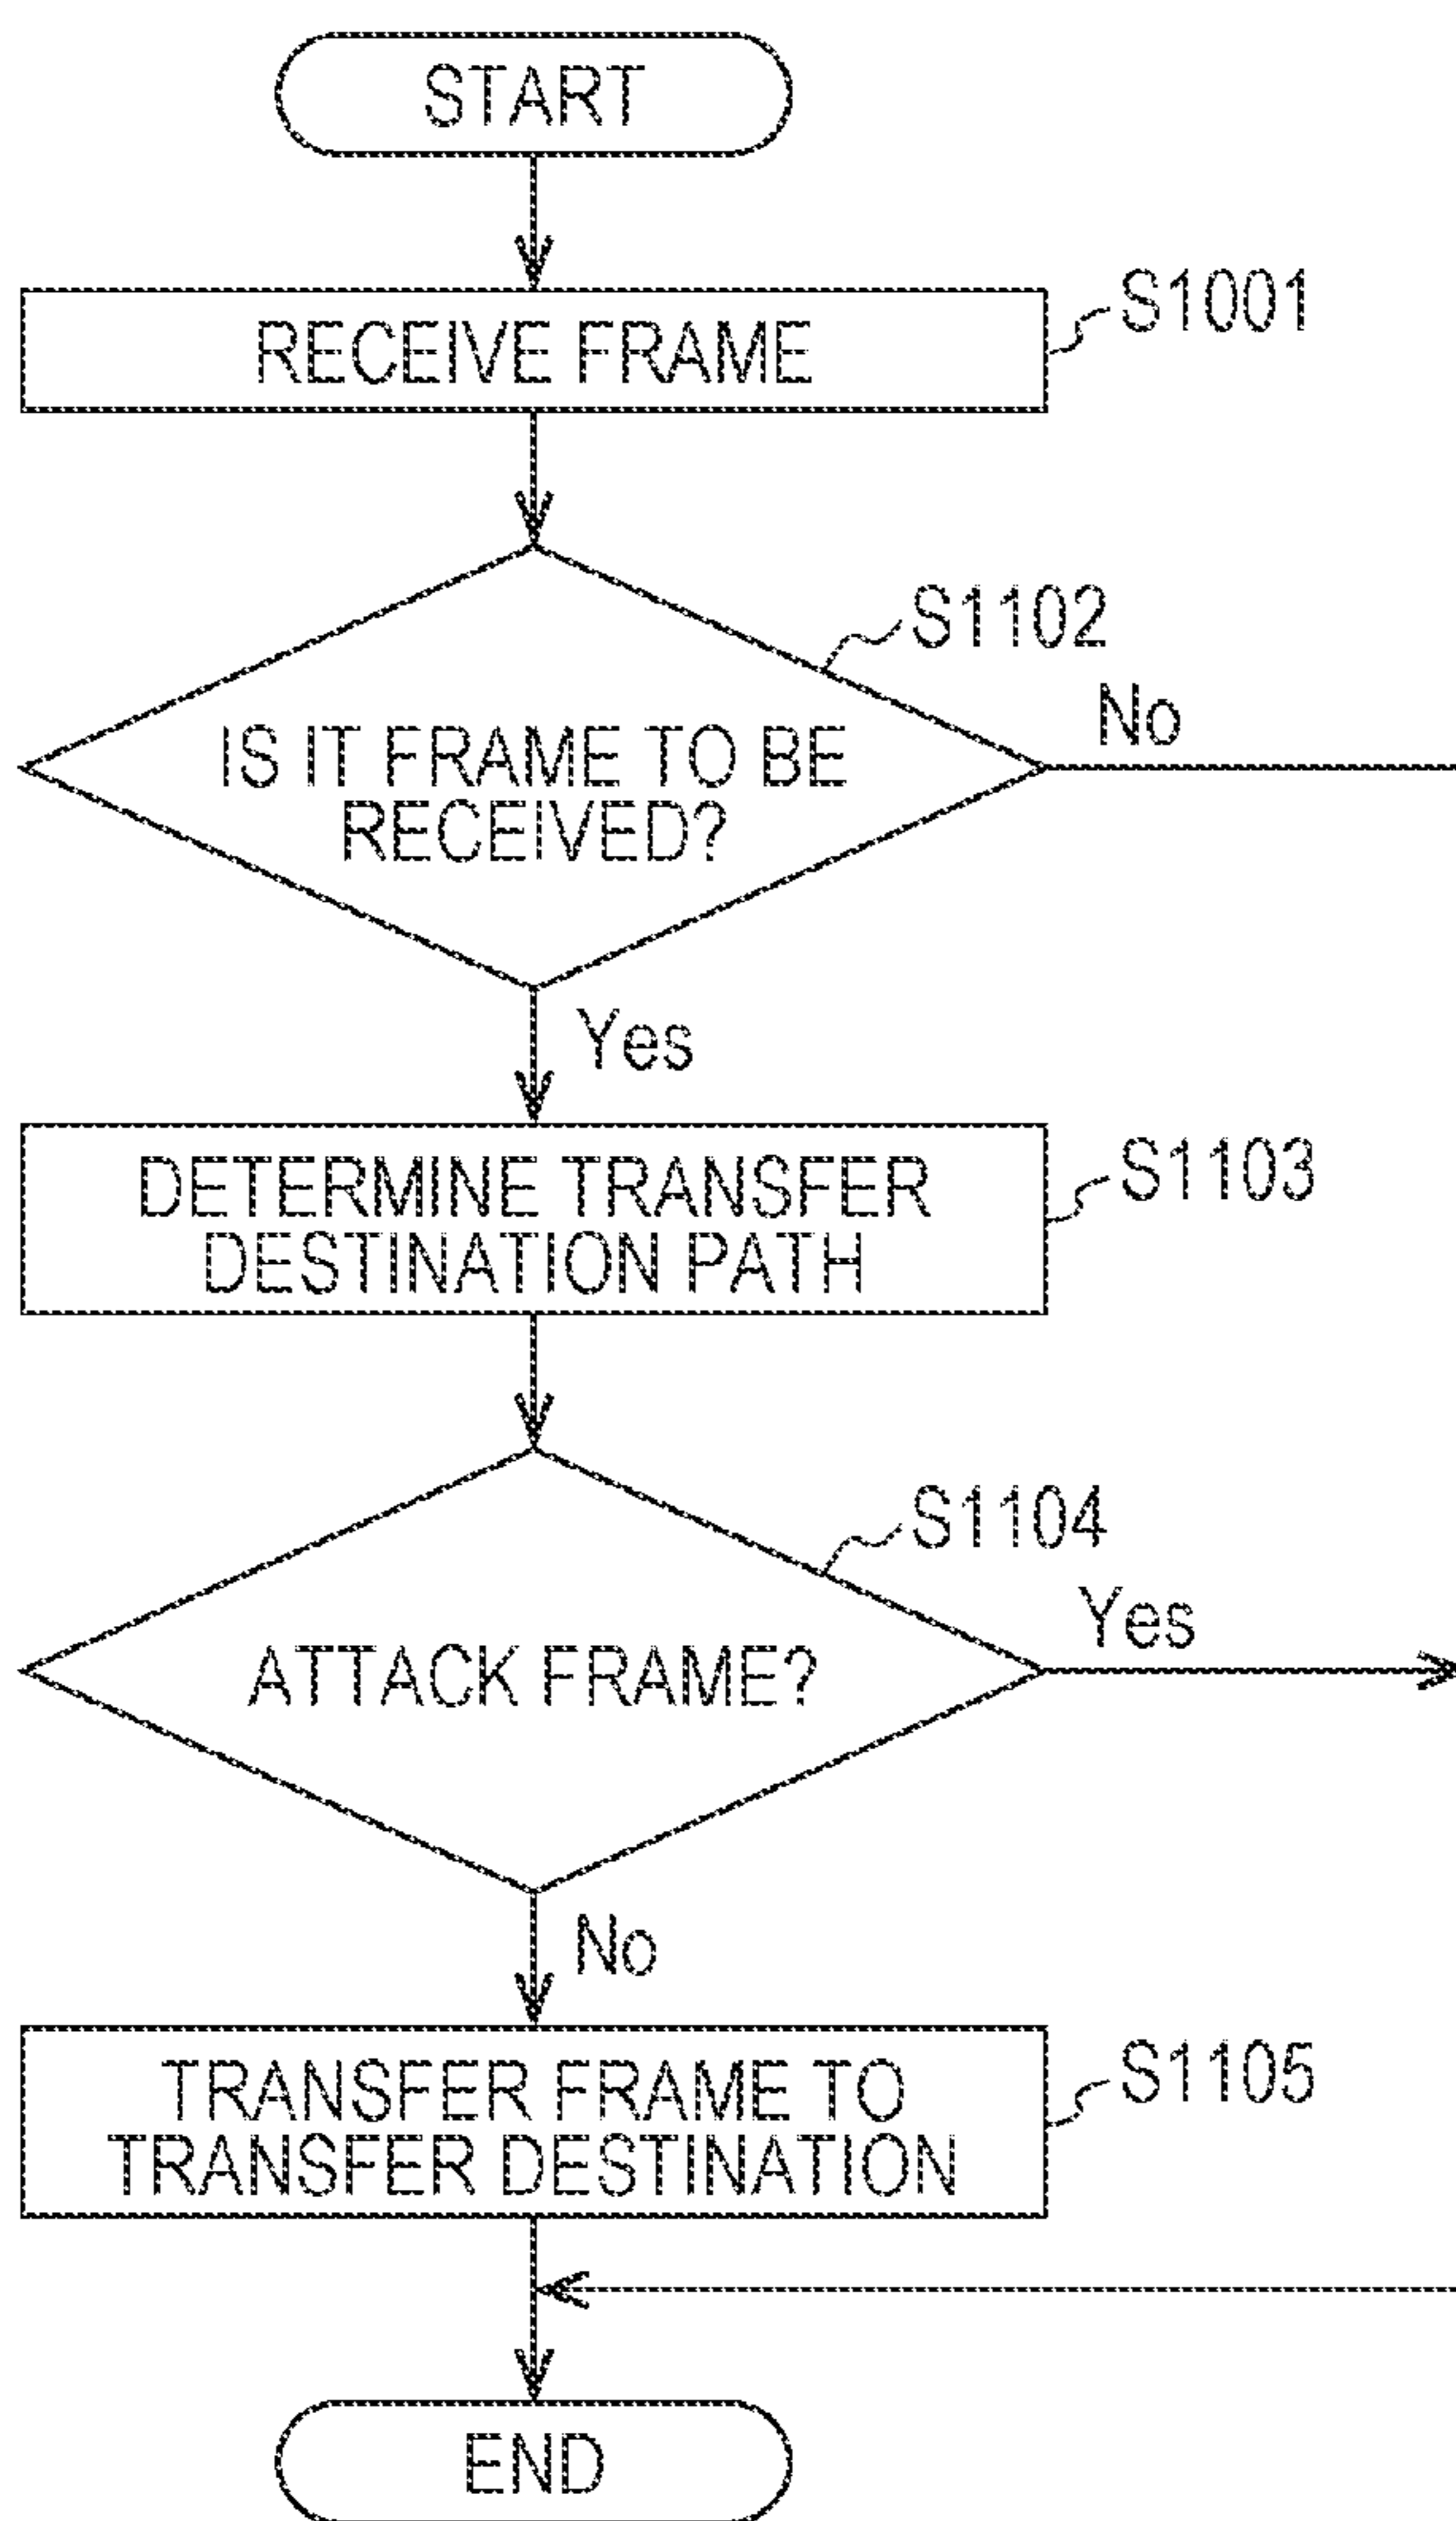 START
RECEIVE FRAME
S1001
S1102
IS IT FRAME TO BE
RECEIVED?
No
Yes
DETERMINE TRANSFER
DESTINATION PATH
S1103
S1104
ATTACK FRAME?
Yes
No
TRANSFER FRAME TO
TRANSFER DESTINATION
S1105
END